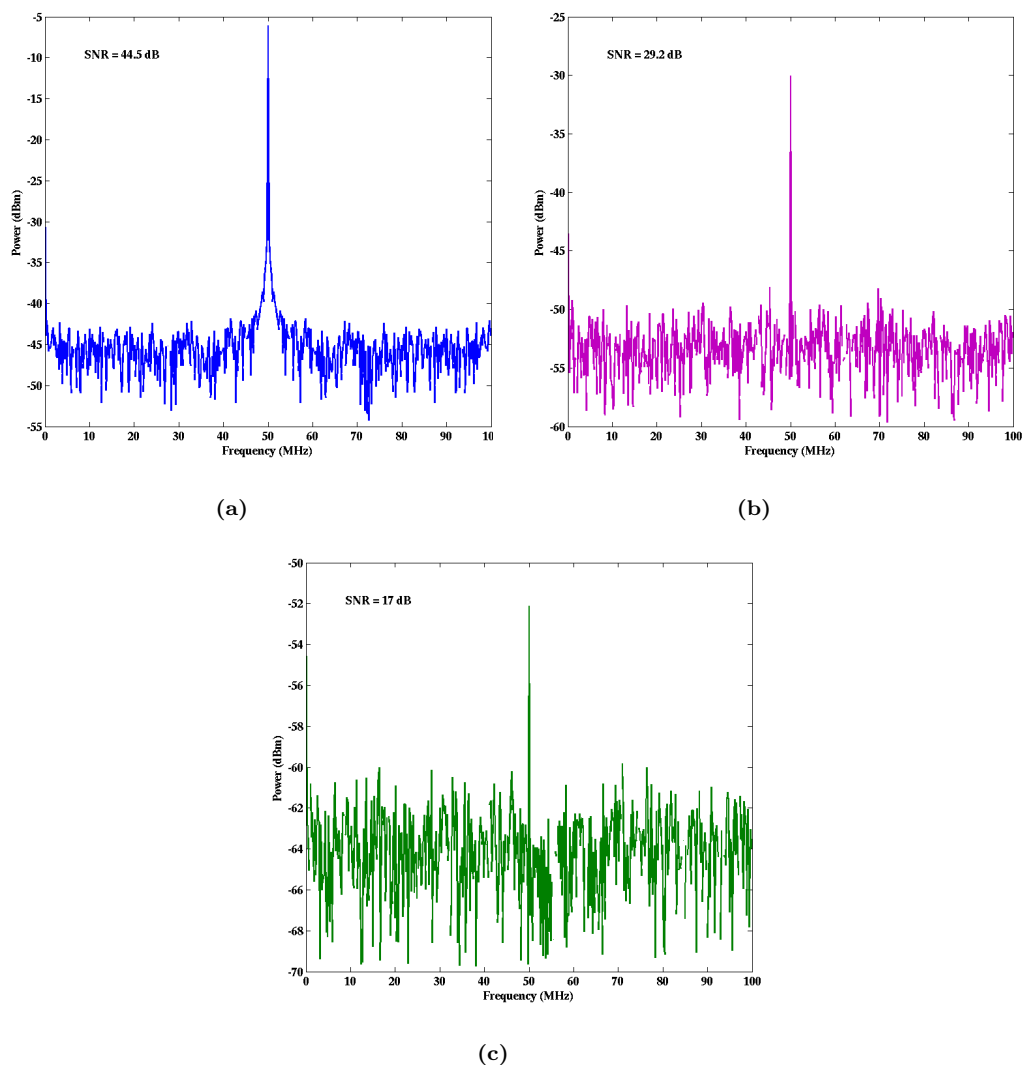 -5
-15
-20
-25
-30
-35
-40
-45
-50
-55
Power (dBm)
SNR = 44.5 dB
0 10 20 30 40 50 60 70 80 90 10
Frequency (MHz)
(a)
-25
-30
-35
-40
-45
-50
-55
-60
Power (dBm)
SNR = 29.2 dB
0 10 20 30 40 50 60 70 80 90 100
Frequency (MHz)
(b)
-50
-52
-54
-56
-58
-60
-62
-64
-66
-68
-70
Power (dBm)
SNR = 17 dB
0 10 20 30 40 50 60 70 80 90 100
Frequency (MHz)
(c)